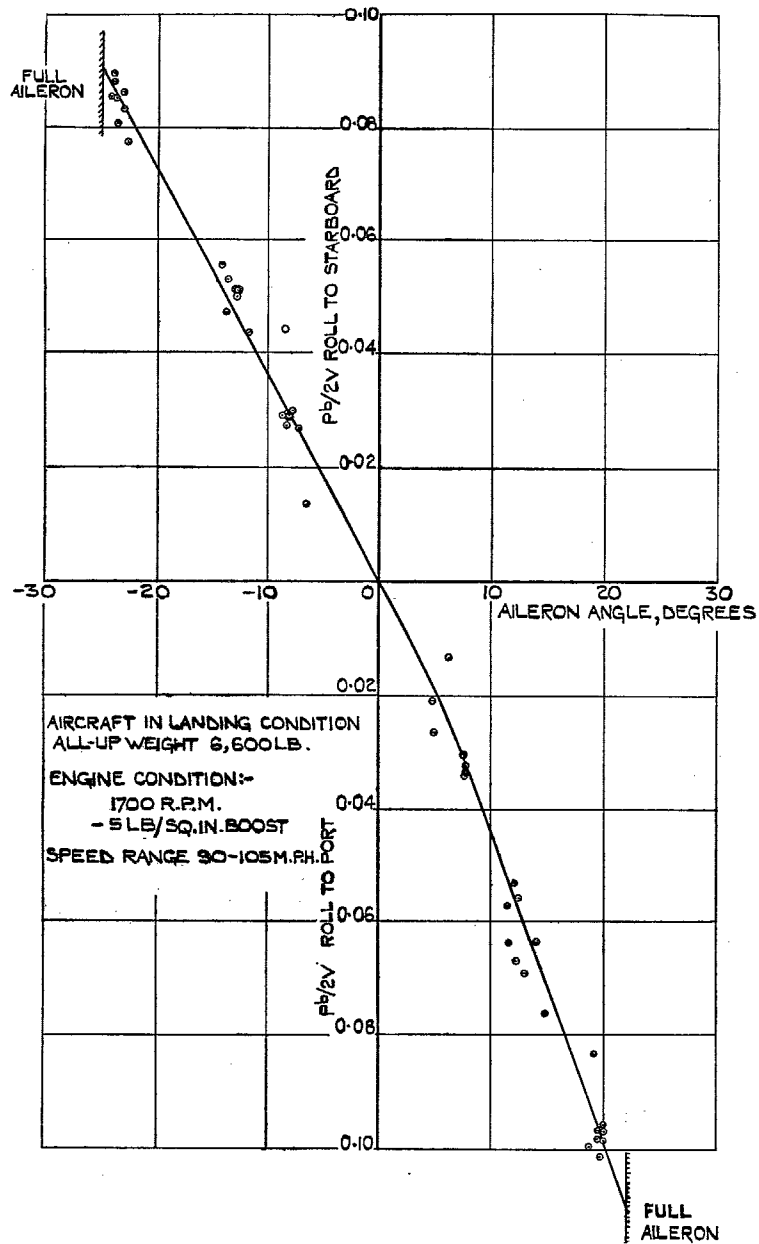 0·10
FULL
AILERON
0·08
0·06
pb/2V ROLL TO STARBOARD
0·04
0·02
-30 -20 -10 0 10 20 30
AILERON ANGLE, DEGREES
0·02
AIRCRAFT IN LANDING CONDITION
ALL-UP WEIGHT 6,600LB.
ENGINE CONDITION:-
1700 R.P.M.
-5 LB/SQ.IN. BOOST
SPEED RANGE 90-105 M.P.H.
0·04
pb/2V ROLL TO PORT
0·06
0·08
0·10
FULL
AILERON